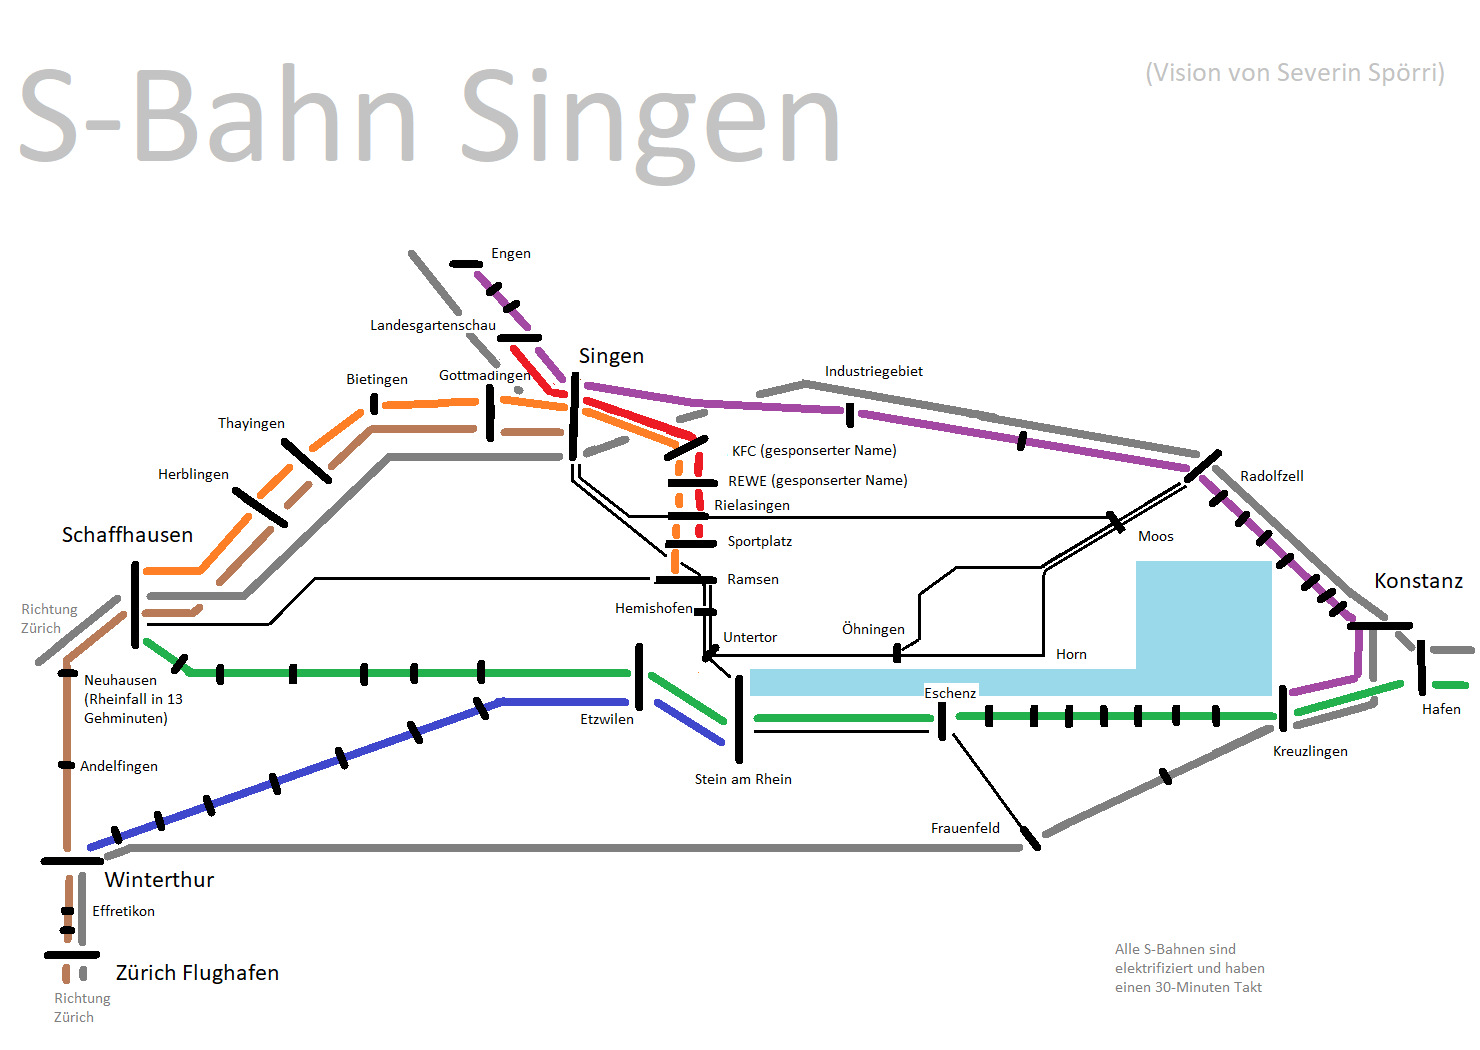 S-Bahn Singen
(Vision von Severin Spörri)
Engen
Landesgartenschau
Singen
Gottmadingen
Bietingen
Industriegebiet
Thayingen
KFC (gesponserter Name)
Herblingen
REWE (gesponserter Name)
Radolfzell
Rielasingen
Schaffhausen
Sportplatz
Moos
Ramsen
Konstanz
Richtung
Zürich
Hemishofen
Öhningen
Untertor
Horn
Neuhausen
(Rheinfall in 13
Gehminuten)
Eschenz
Hafen
Etzwilen
Kreuzlingen
Andelfingen
Stein am Rhein
Frauenfeld
Winterthur
Effretikon
Zürich Flughafen
Richtung
Zürich
Alle S-Bahnen sind
elektrifiziert und haben
einen 30-Minuten Takt